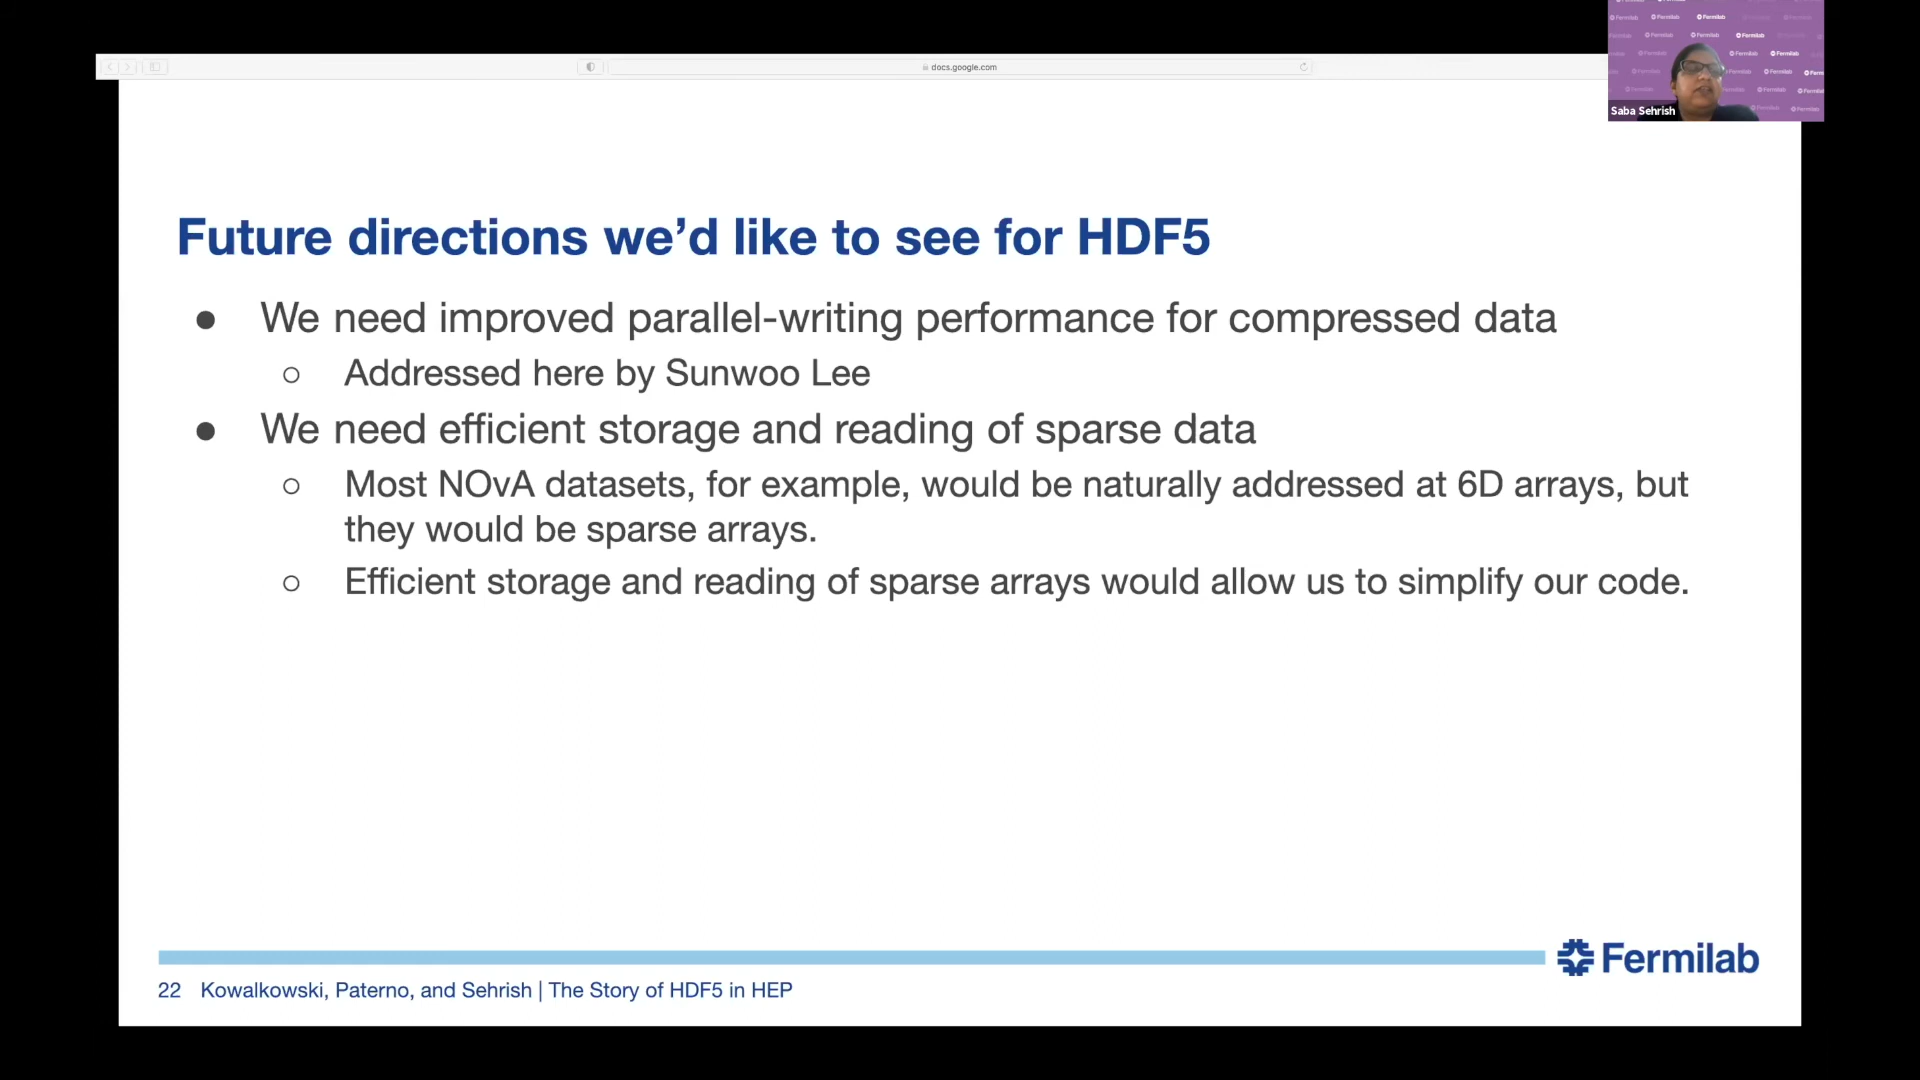 docs.google.com
Fermilab
Saba Sehrish
Future directions we’d like to see for HDF5
● We need improved parallel-writing performance for compressed data
○ Addressed here by Sunwoo Lee
● We need efficient storage and reading of sparse data
○ Most NOvA datasets, for example, would be naturally addressed at 6D arrays, but
they would be sparse arrays.
○ Efficient storage and reading of sparse arrays would allow us to simplify our code.
Fermilab
22 Kowalkowski, Paterno, and Sehrish | The Story of HDF5 in HEP